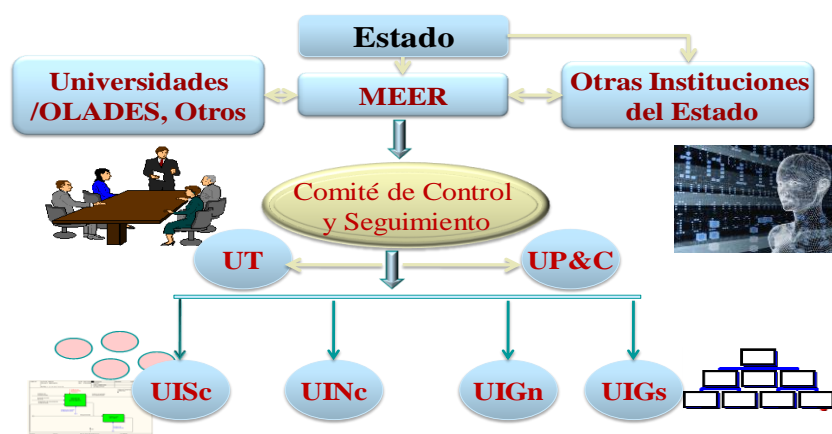 Estado
Universidades
/OLADES, Otros
MEER
Otras Instituciones
del Estado
Comité de Control
y Seguimiento
UT
UP&C
UISc
UINc
UIGn
UIGs